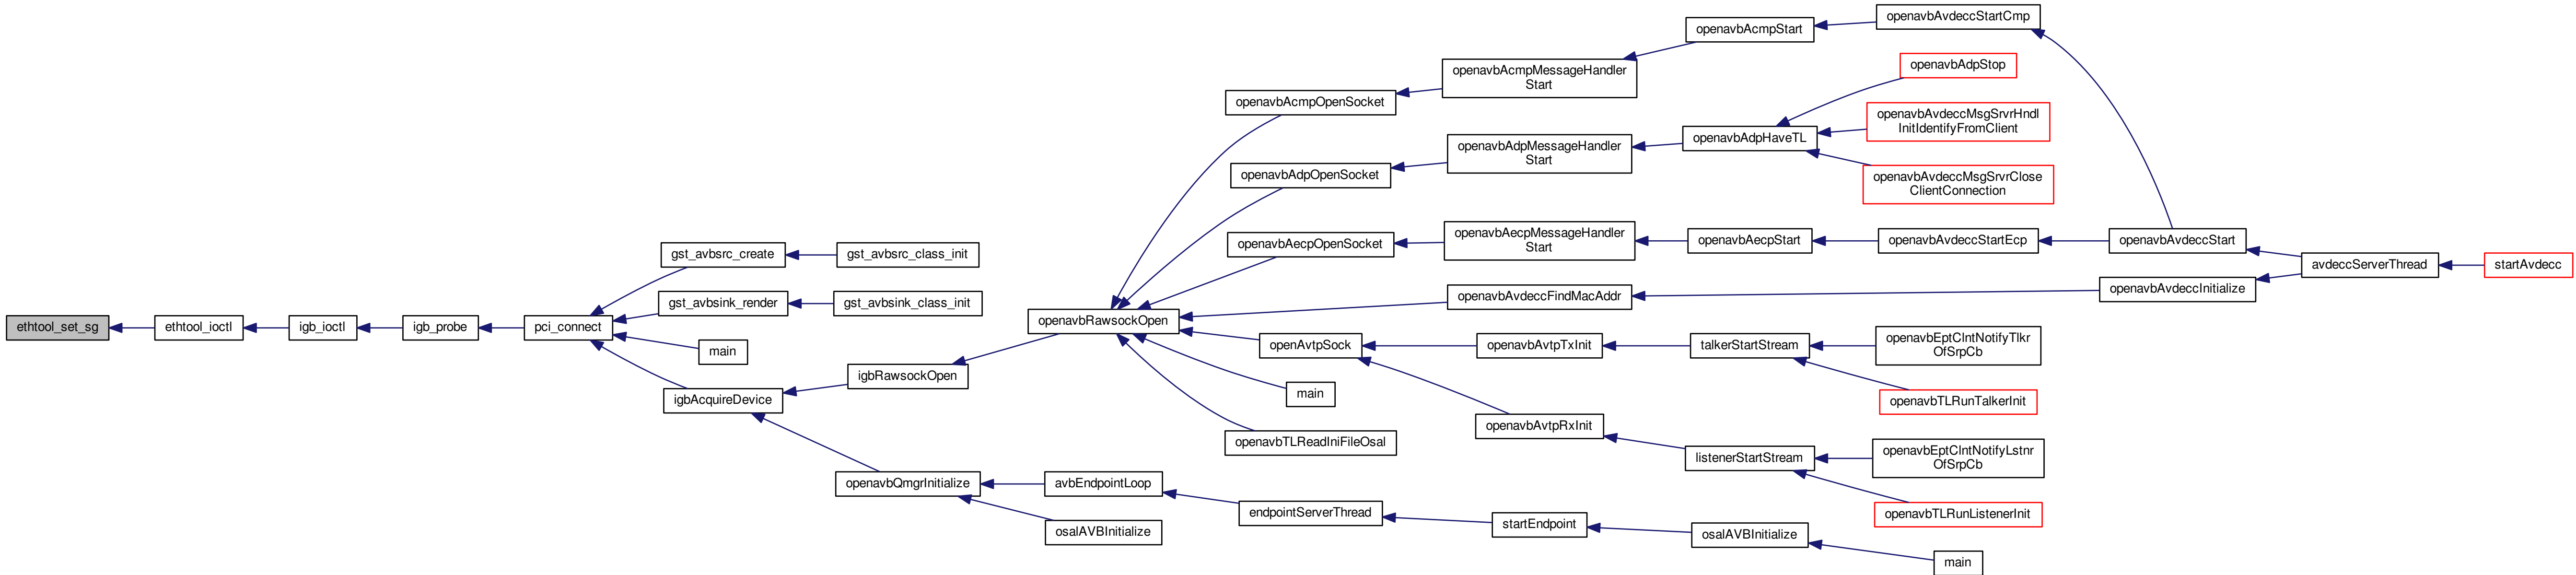 ethtool_set_sg
ethtool_ioctl
igb_ioctl
igb_probe
pci_connect
gst_avbsrc_create
gst_avbsrc_class_init
gst_avbsink_render
gst_avbsink_class_init
main
igbAcquireDevice
igbRawsockOpen
openavbRawsockOpen
openavbAcmpOpenSocket
openavbAcmpMessageHandler
Start
openavbAcmpStart
openavbAvdeccStartCmp
openavbAdpOpenSocket
openavbAdpMessageHandler
Start
openavbAdpHaveTL
openavbAdpStop
openavbAvdeccMsgSrvrHndl
InitIdentifyFromClient
openavbAvdeccMsgSrvrClose
ClientConnection
openavbAecpOpenSocket
openavbAecpMessageHandler
Start
openavbAecpStart
openavbAvdeccStartEcp
openavbAvdeccStart
avdeccServerThread
startAvdecc
openavbAvdeccFindMacAddr
openavbAvdeccInitialize
openAvtpSock
openavbAvtpTxInit
talkerStartStream
openavbEptClntNotifyTlkr
OfSrpCb
openavbTLRunTalkerInit
main
openavbAvtpRxInit
listenerStartStream
openavbEptClntNotifyLstnr
OfSrpCb
openavbTLRunListenerInit
openavbTLReadIniFileOsal
openavbQmgrInitialize
avbEndpointLoop
endpointServerThread
startEndpoint
osalAVBInitialize
main
osalAVBInitialize